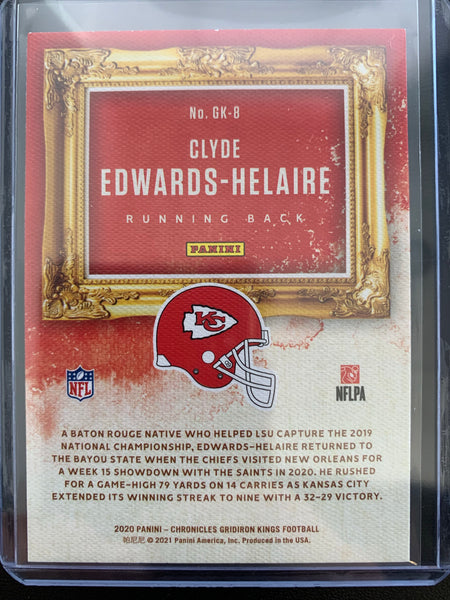 No. GK-8
CLYDE
EDWARDS-HELAIRE
RUNNING BACK
PANINI
KC
NFL
NFLPA
A BATON ROUGE NATIVE WHO HELPED LSU CAPTURE THE 2019
NATIONAL CHAMPIONSHIP, EDWARDS-HELAIRE RETURNED TO
THE BAYOU STATE WHEN THE CHIEFS VISITED NEW ORLEANS FOR
A WEEK 15 SHOWDOWN WITH THE SAINTS IN 2020. HE RUSHED
FOR A GAME-HIGH 79 YARDS ON 14 CARRIES AS KANSAS CITY
EXTENDED ITS WINNING STREAK TO NINE WITH A 32-29 VICTORY.
2020 PANINI – CHRONICLES GRIDIRON KINGS FOOTBALL
帕尼尼 © 2021 Panini America, Inc. Produced in the USA.